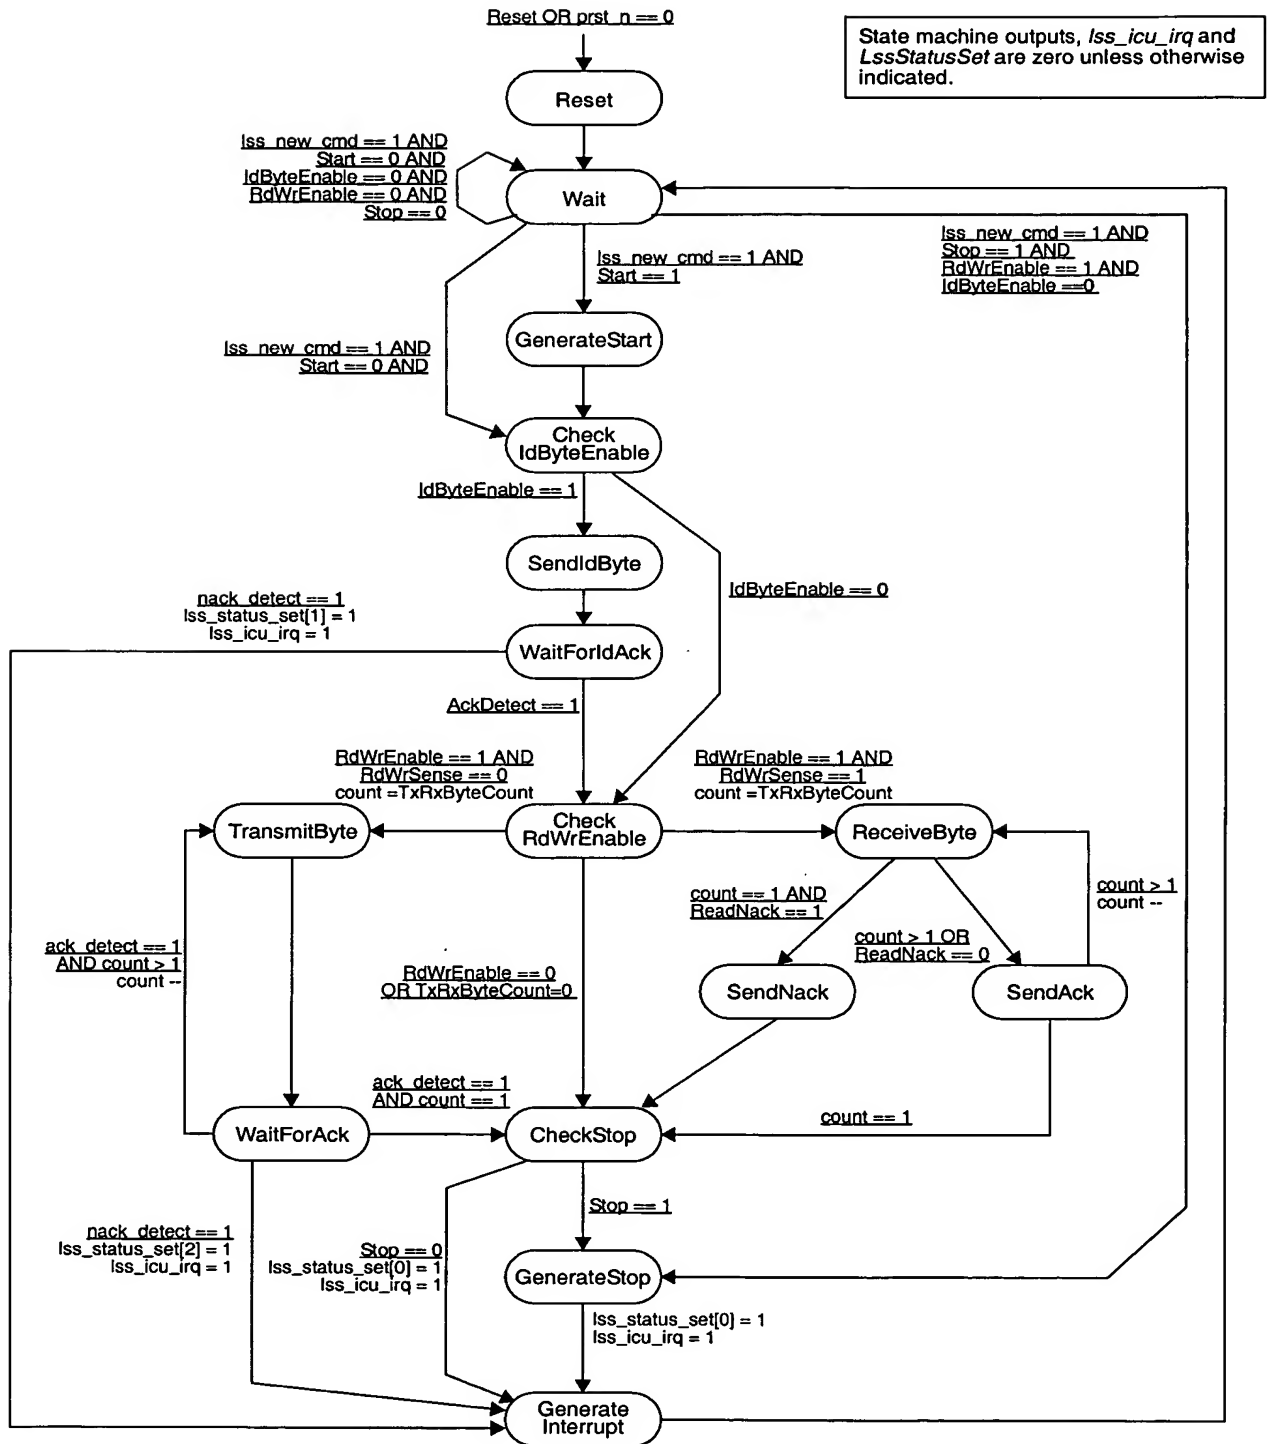 Reset OR prst_n == 0
State machine outputs, lss_icu_irq and
LssStatusSet are zero unless otherwise
indicated.
Reset
lss_new_cmd == 1 AND
Start == 0 AND
IdByteEnable == 0 AND
RdWrEnable == 0 AND
Stop == 0
Wait
lss_new_cmd == 1 AND
Stop == 1 AND
RdWrEnable == 1 AND
IdByteEnable ==0
lss_new_cmd == 1 AND
Start == 1
GenerateStart
lss_new_cmd == 1 AND
Start == 0 AND
Check
IdByteEnable
IdByteEnable == 1
SendIdByte
IdByteEnable == 0
nack_detect == 1
lss_status_set[1] = 1
lss_icu_irq = 1
WaitForIdAck
AckDetect == 1
RdWrEnable == 1 AND
RdWrSense == 0
count =TxRxByteCount
RdWrEnable == 1 AND
RdWrSense == 1
count =TxRxByteCount
TransmitByte
Check
RdWrEnable
ReceiveByte
count == 1 AND
ReadNack == 1
count > 1
count --
count > 1 OR
ReadNack == 0
ack_detect == 1
AND count > 1
count --
RdWrEnable == 0
OR TxRxByteCount=0
SendNack
SendAck
ack_detect == 1
AND count == 1
WaitForAck
CheckStop
count == 1
Stop == 1
nack_detect == 1
lss_status_set[2] = 1
lss_icu_irq = 1
Stop == 0
lss_status_set[0] = 1
lss_icu_irq = 1
GenerateStop
lss_status_set[0] = 1
lss_icu_irq = 1
Generate
Interrupt